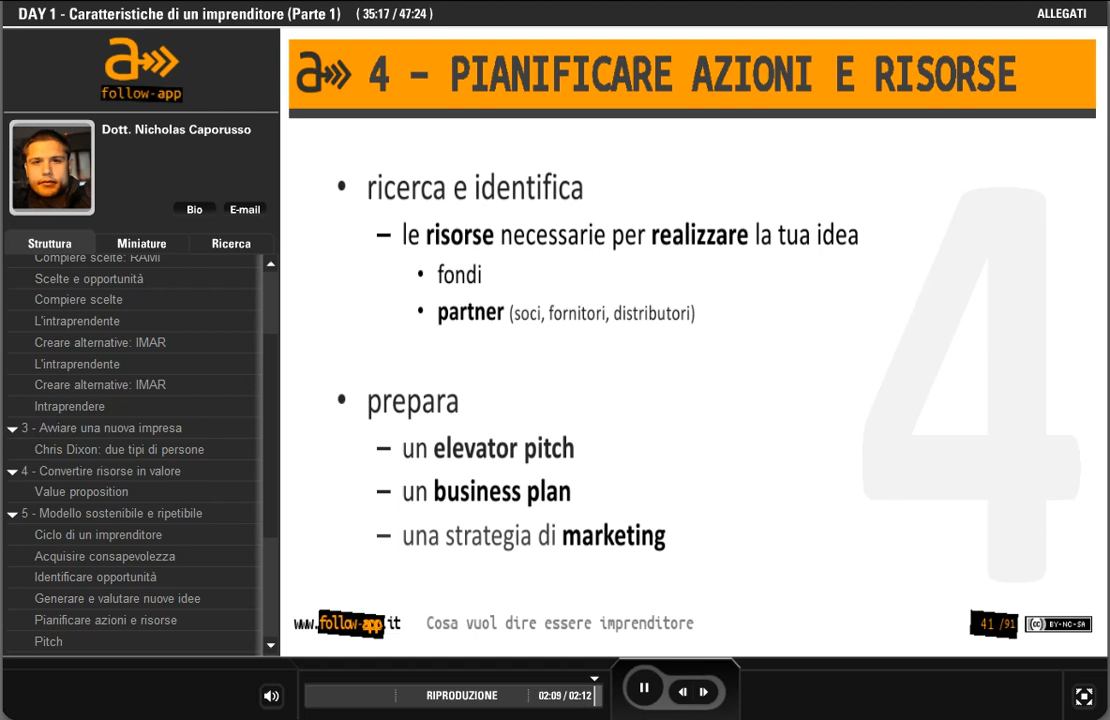 DAY 1 - Caratteristiche di un imprenditore (Parte 1) ( 35:17 / 47:24 )
ALLEGATI
a
follow-app
Dott. Nicholas Caporusso
Bio
E-mail
Struttura
Miniature
Ricerca
Compiere scelte: RAMI
Scelte e opportunità
Compiere scelte
L'intraprendente
Creare alternative: IMAR
L'intraprendente
Creare alternative: IMAR
Intraprendere
3 - Avviare una nuova impresa
Chris Dixon: due tipi di persone
4 - Convertire risorse in valore
Value proposition
5 - Modello sostenibile e ripetibile
Ciclo di un imprenditore
Acquisire consapevolezza
Identificare opportunità
Generare e valutare nuove idee
Pianificare azioni e risorse
Pitch
a 4 - PIANIFICARE AZIONI E RISORSE
• ricerca e identifica
– le risorse necessarie per realizzare la tua idea
• fondi
• partner (soci, fornitori, distributori)
• prepara
– un elevator pitch
– un business plan
– una strategia di marketing
4
www.follow-app.it
Cosa vuol dire essere imprenditore
41 /91
cc BY-NC-SA
RIPRODUZIONE
02:09 / 02:12